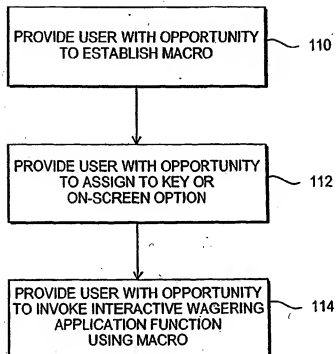 PROVIDE USER WITH OPPORTUNITY
TO ESTABLISH MACRO
110
PROVIDE USER WITH OPPORTUNITY
TO ASSIGN TO KEY OR
ON-SCREEN OPTION
112
PROVIDE USER WITH OPPORTUNITY
TO INVOKE INTERACTIVE WAGERING
APPLICATION FUNCTION
USING MACRO
114